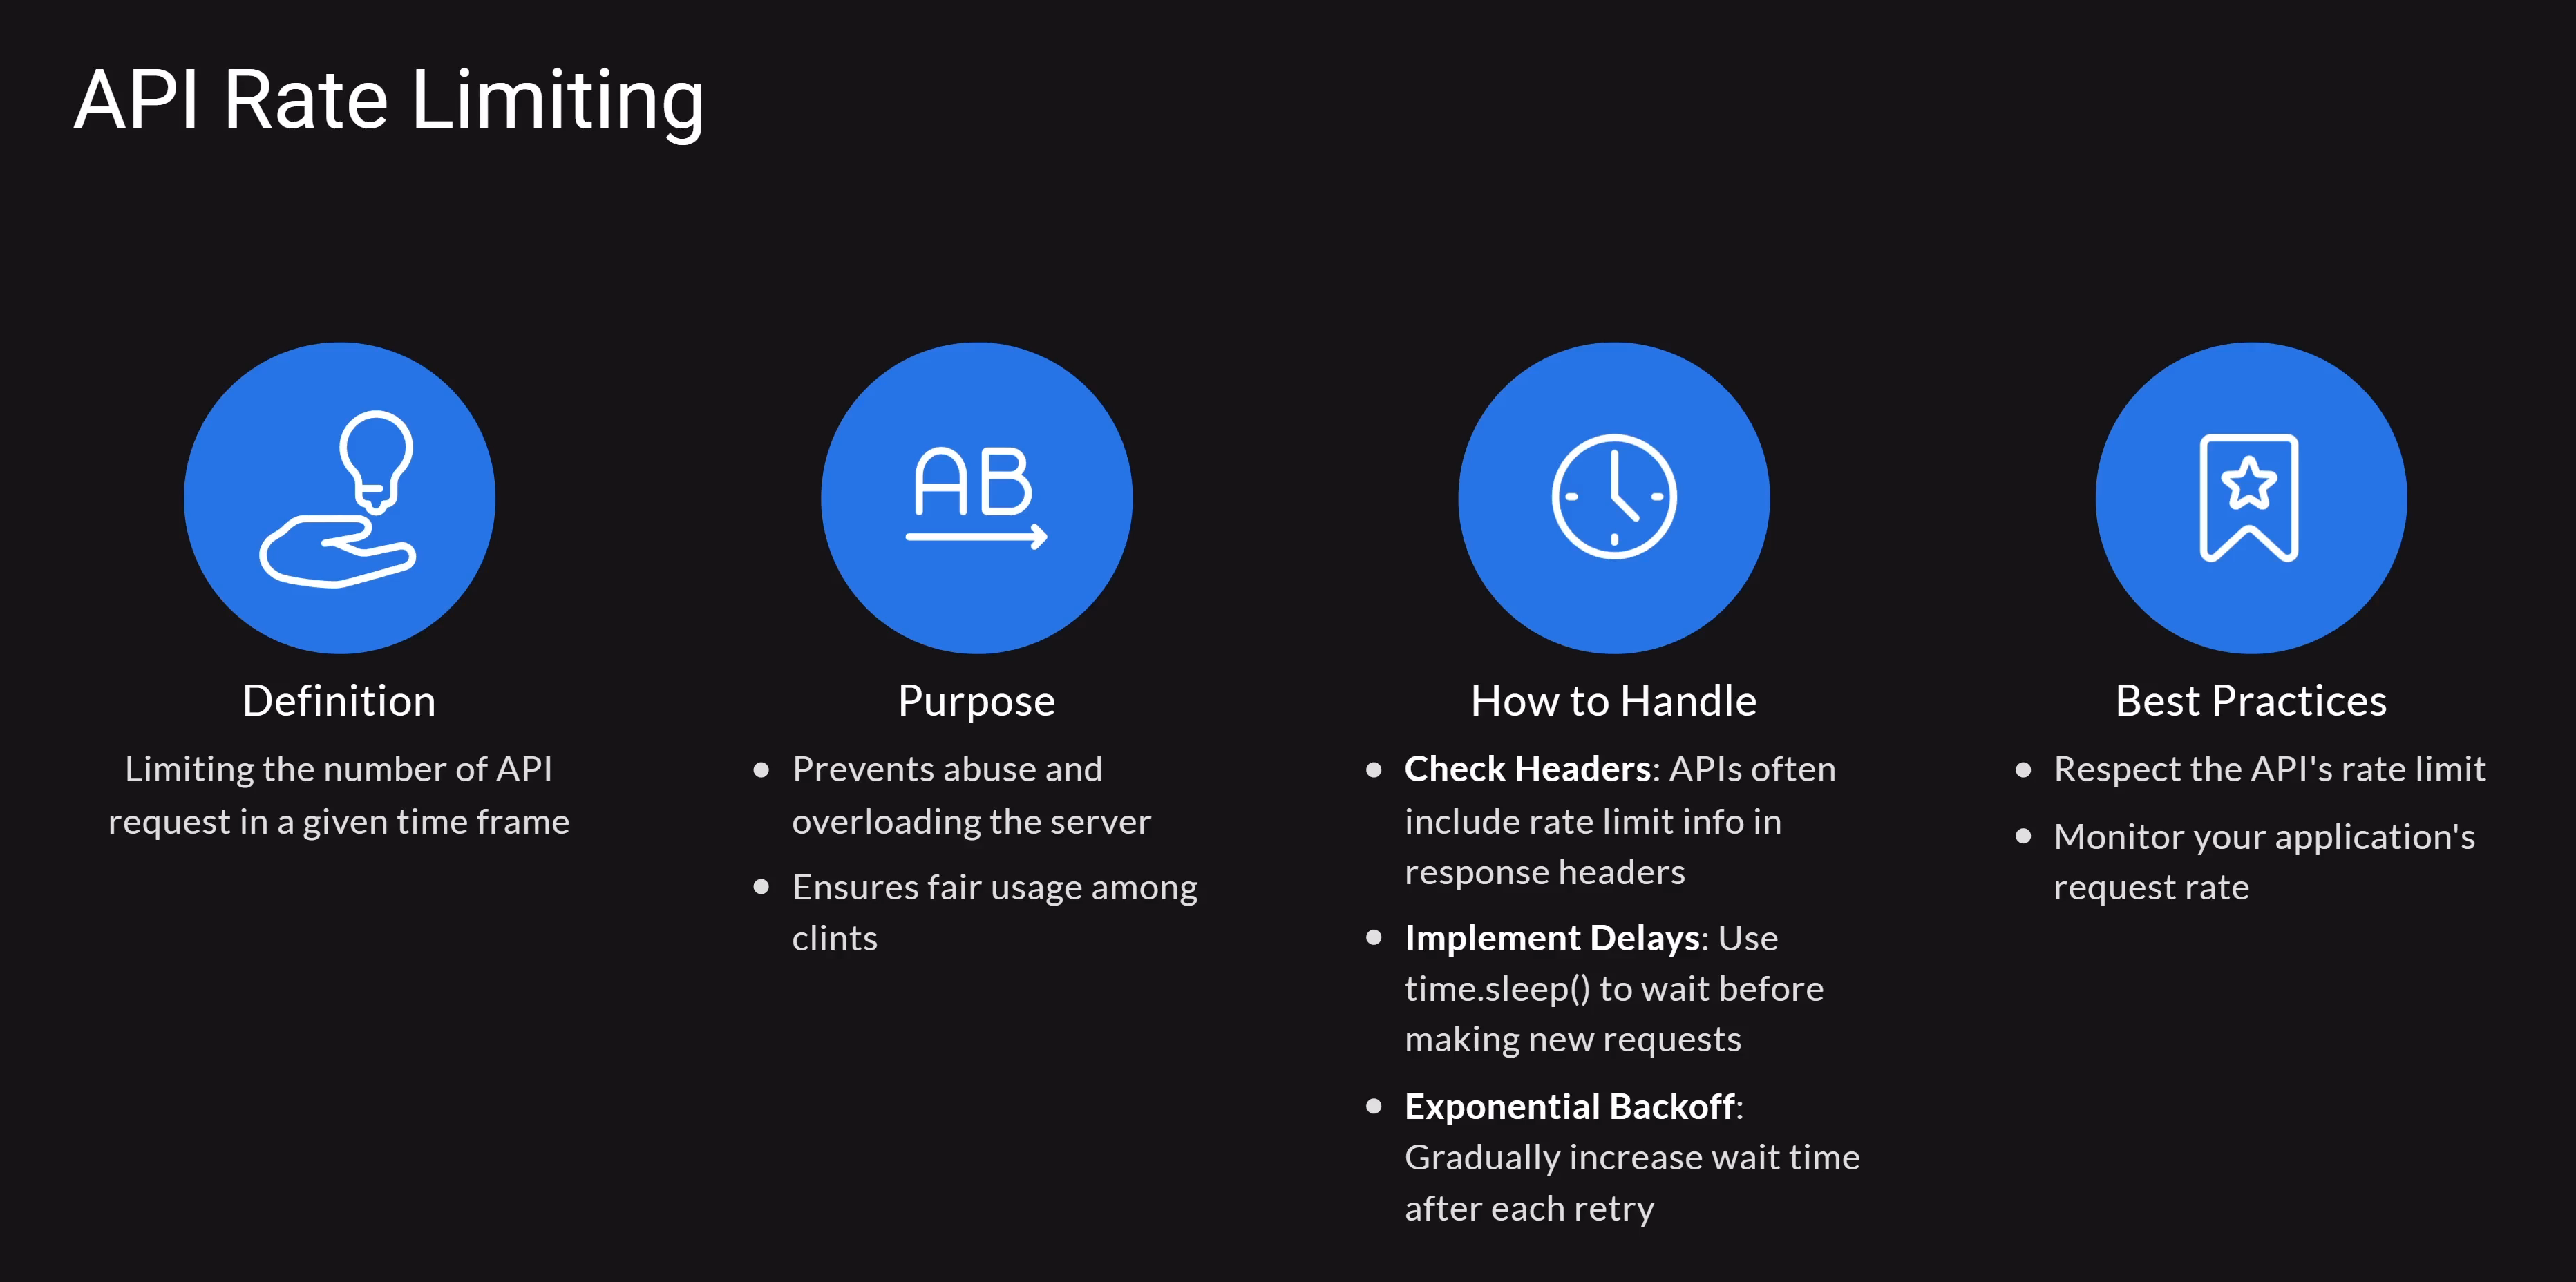 API Rate Limiting
AB
Definition
Limiting the number of API
request in a given time frame
Purpose
• Prevents abuse and
overloading the server
• Ensures fair usage among
clints
How to Handle
• Check Headers: APIs often
include rate limit info in
response headers
• Implement Delays: Use
time.sleep() to wait before
making new requests
• Exponential Backoff:
Gradually increase wait time
after each retry
Best Practices
• Respect the API's rate limit
• Monitor your application's
request rate